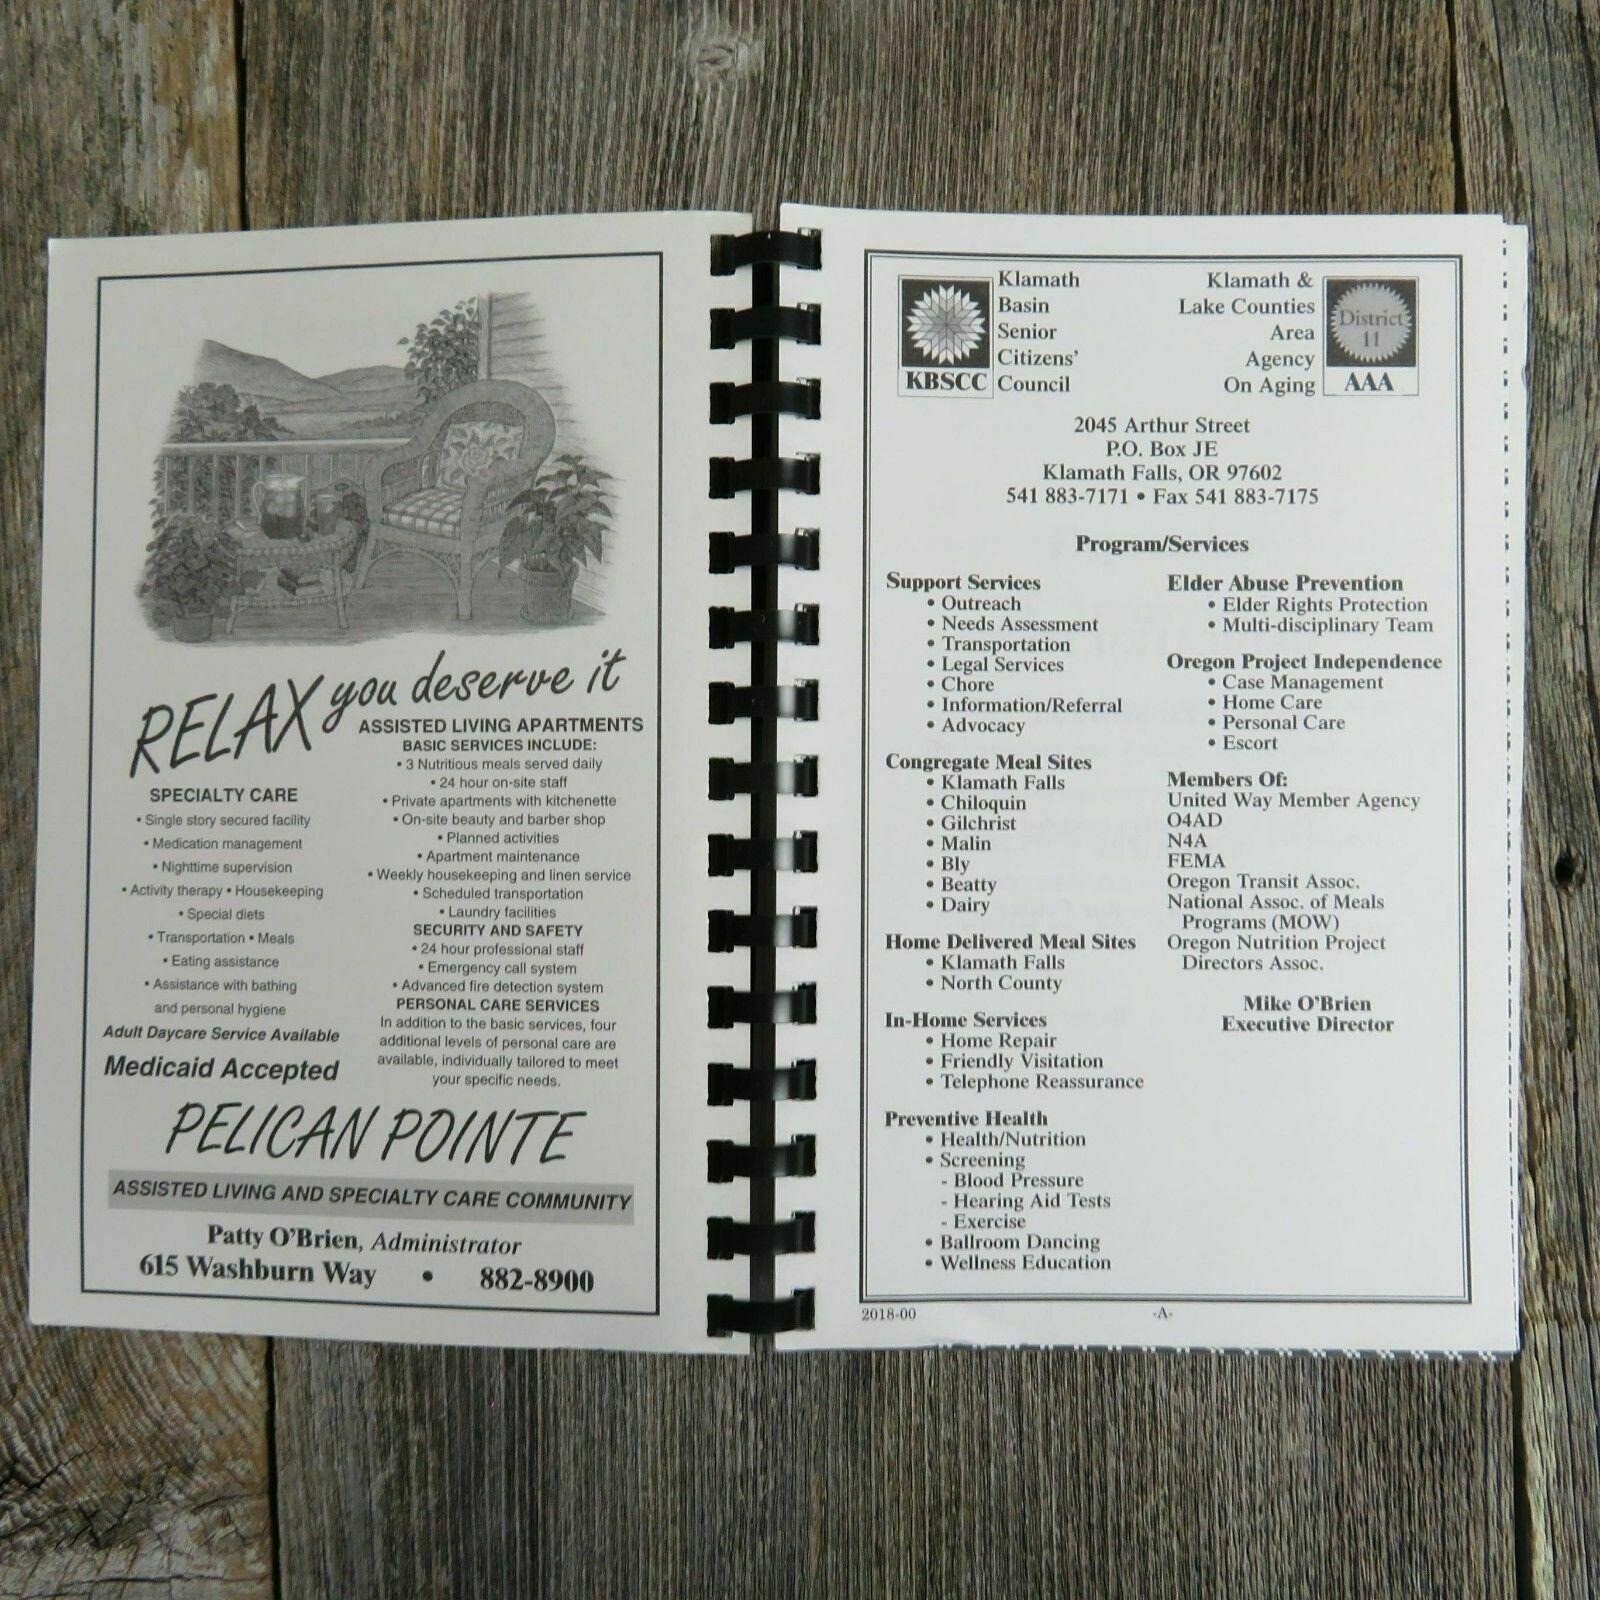 RELAX you deserve it
SPECIALTY CARE
• Single story secured facility
• Medication management
• Nighttime supervision
• Activity therapy • Housekeeping
• Special diets
• Transportation • Meals
• Eating assistance
• Assistance with bathing
and personal hygiene
Adult Daycare Service Available
Medicaid Accepted
ASSISTED LIVING APARTMENTS
BASIC SERVICES INCLUDE:
• 3 Nutritious meals served daily
• 24 hour on-site staff
• Private apartments with kitchenette
• On-site beauty and barber shop
• Planned activities
• Apartment maintenance
• Weekly housekeeping and linen service
• Scheduled transportation
• Laundry facilities
SECURITY AND SAFETY
• 24 hour professional staff
• Emergency call system
• Advanced fire detection system
PERSONAL CARE SERVICES
In addition to the basic services, four
additional levels of personal care are
available, individually tailored to meet
your specific needs.
PELICAN POINTE
ASSISTED LIVING AND SPECIALTY CARE COMMUNITY
Patty O'Brien, Administrator
615 Washburn Way • 882-8900
KBSCC
Klamath
Basin
Senior
Citizens'
Council
Klamath &
Lake Counties
Area
Agency
On Aging
District
11
AAA
2045 Arthur Street
P.O. Box JE
Klamath Falls, OR 97602
541 883-7171 • Fax 541 883-7175
Program/Services
Support Services
• Outreach
• Needs Assessment
• Transportation
• Legal Services
• Chore
• Information/Referral
• Advocacy
Congregate Meal Sites
• Klamath Falls
• Chiloquin
• Gilchrist
• Malin
• Bly
• Beatty
• Dairy
Home Delivered Meal Sites
• Klamath Falls
• North County
In-Home Services
• Home Repair
• Friendly Visitation
• Telephone Reassurance
Preventive Health
• Health/Nutrition
• Screening
- Blood Pressure
- Hearing Aid Tests
- Exercise
• Ballroom Dancing
• Wellness Education
Elder Abuse Prevention
• Elder Rights Protection
• Multi-disciplinary Team
Oregon Project Independence
• Case Management
• Home Care
• Personal Care
• Escort
Members Of:
United Way Member Agency
O4AD
N4A
FEMA
Oregon Transit Assoc.
National Assoc. of Meals
Programs (MOW)
Oregon Nutrition Project
Directors Assoc.
Mike O'Brien
Executive Director
2018-00
-A-